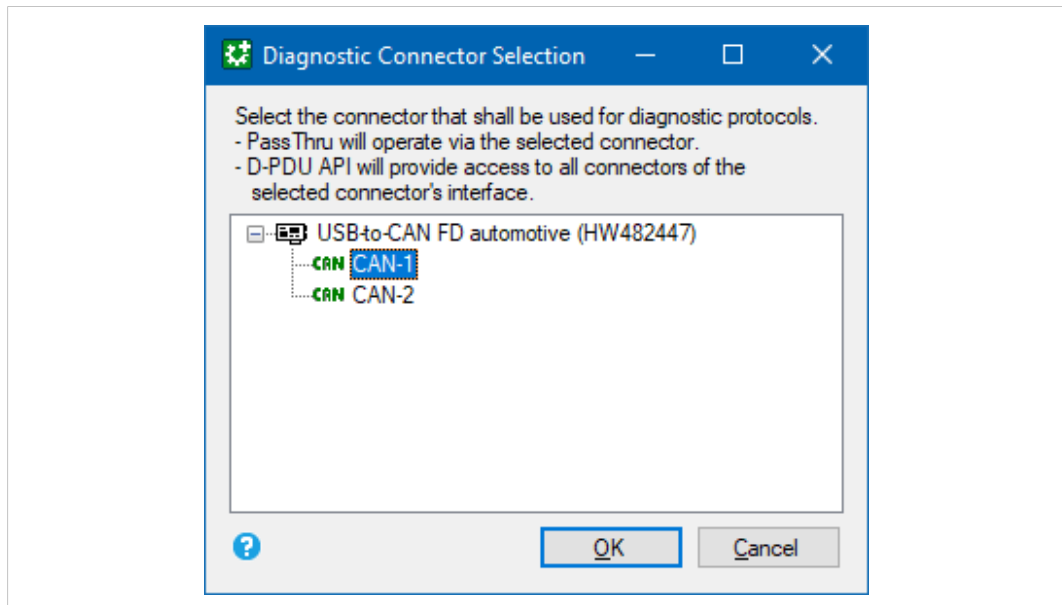 Diagnostic Connector Selection
Select the connector that shall be used for diagnostic protocols.
- PassThru will operate via the selected connector.
- D-PDU API will provide access to all connectors of the
selected connector's interface.
USB-to-CAN FD automotive (HW482447)
CAN CAN-1
CAN CAN-2
? OK Cancel